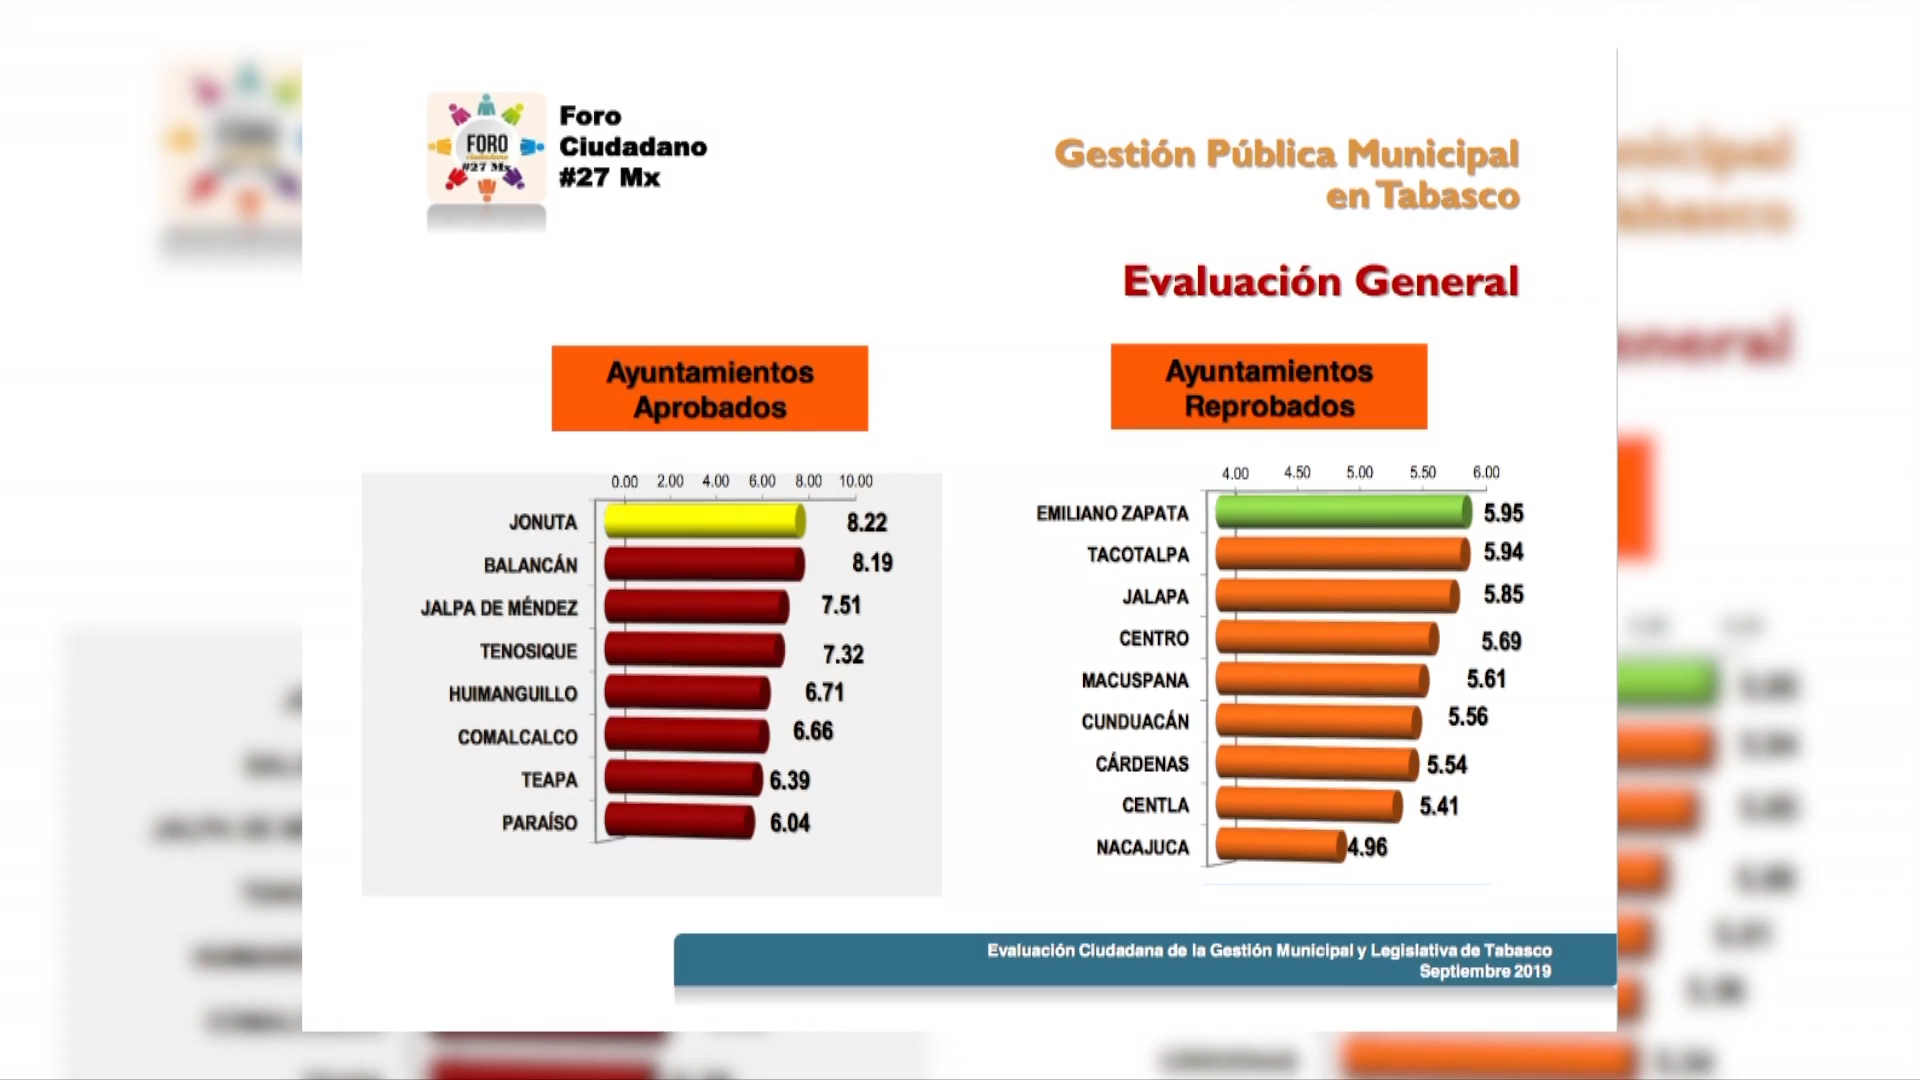 FORO
ciudadano
#27 Mx
Foro
Ciudadano
#27 Mx
Gestión Pública Municipal
en Tabasco
Evaluación General
Ayuntamientos
Aprobados
0.00 2.00 4.00 6.00 8.00 10.00
JONUTA 8.22
BALANCÁN 8.19
JALPA DE MÉNDEZ 7.51
TENOSIQUE 7.32
HUIMANGUILLO 6.71
COMALCALCO 6.66
TEAPA 6.39
PARAÍSO 6.04
Ayuntamientos
Reprobados
4.00 4.50 5.00 5.50 6.00
EMILIANO ZAPATA 5.95
TACOTALPA 5.94
JALAPA 5.85
CENTRO 5.69
MACUSPANA 5.61
CUNDUACÁN 5.56
CÁRDENAS 5.54
CENTLA 5.41
NACAJUCA 4.96
Evaluación Ciudadana de la Gestión Municipal y Legislativa de Tabasco
Septiembre 2019